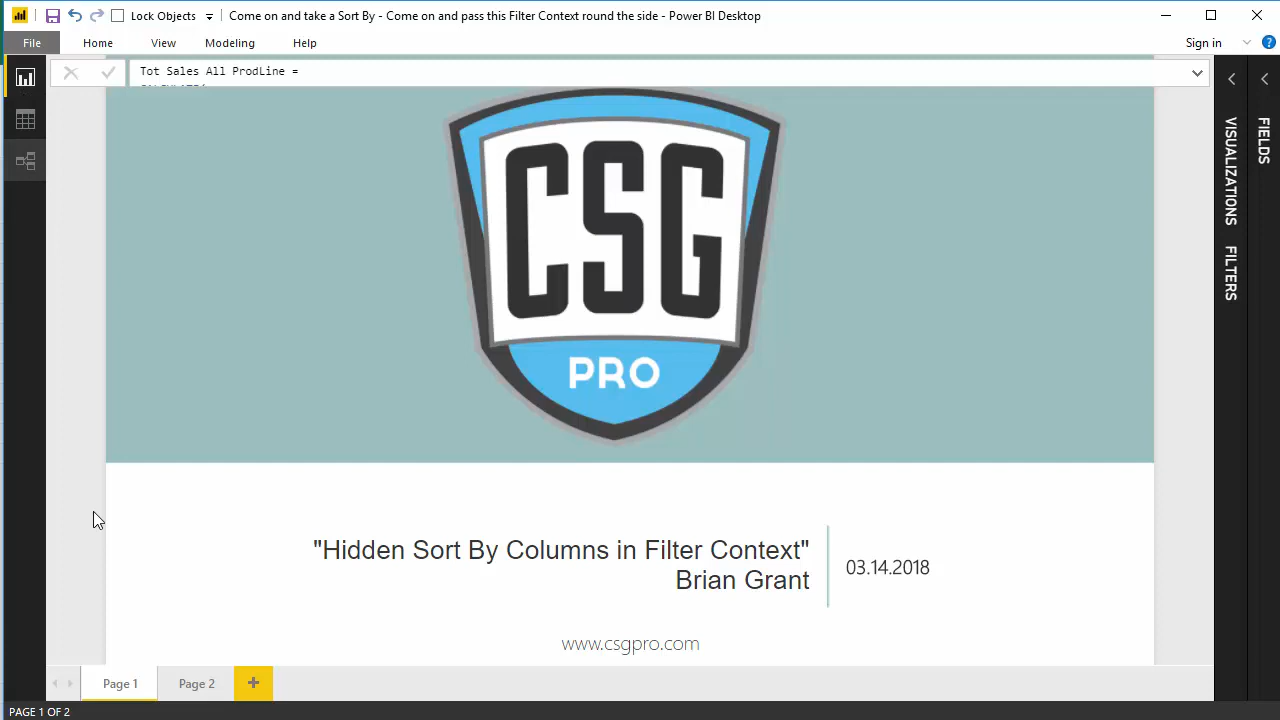 Lock Objects
Come on and take a Sort By - Come on and pass this Filter Context round the side - Power BI Desktop
File
Home
View
Modeling
Help
Sign in
?
Tot Sales All ProdLine =
CSG
PRO
VISUALIZATIONS
FILTERS
FIELDS
"Hidden Sort By Columns in Filter Context"
Brian Grant
03.14.2018
www.csgpro.com
Page 1
Page 2
+
PAGE 1 OF 2